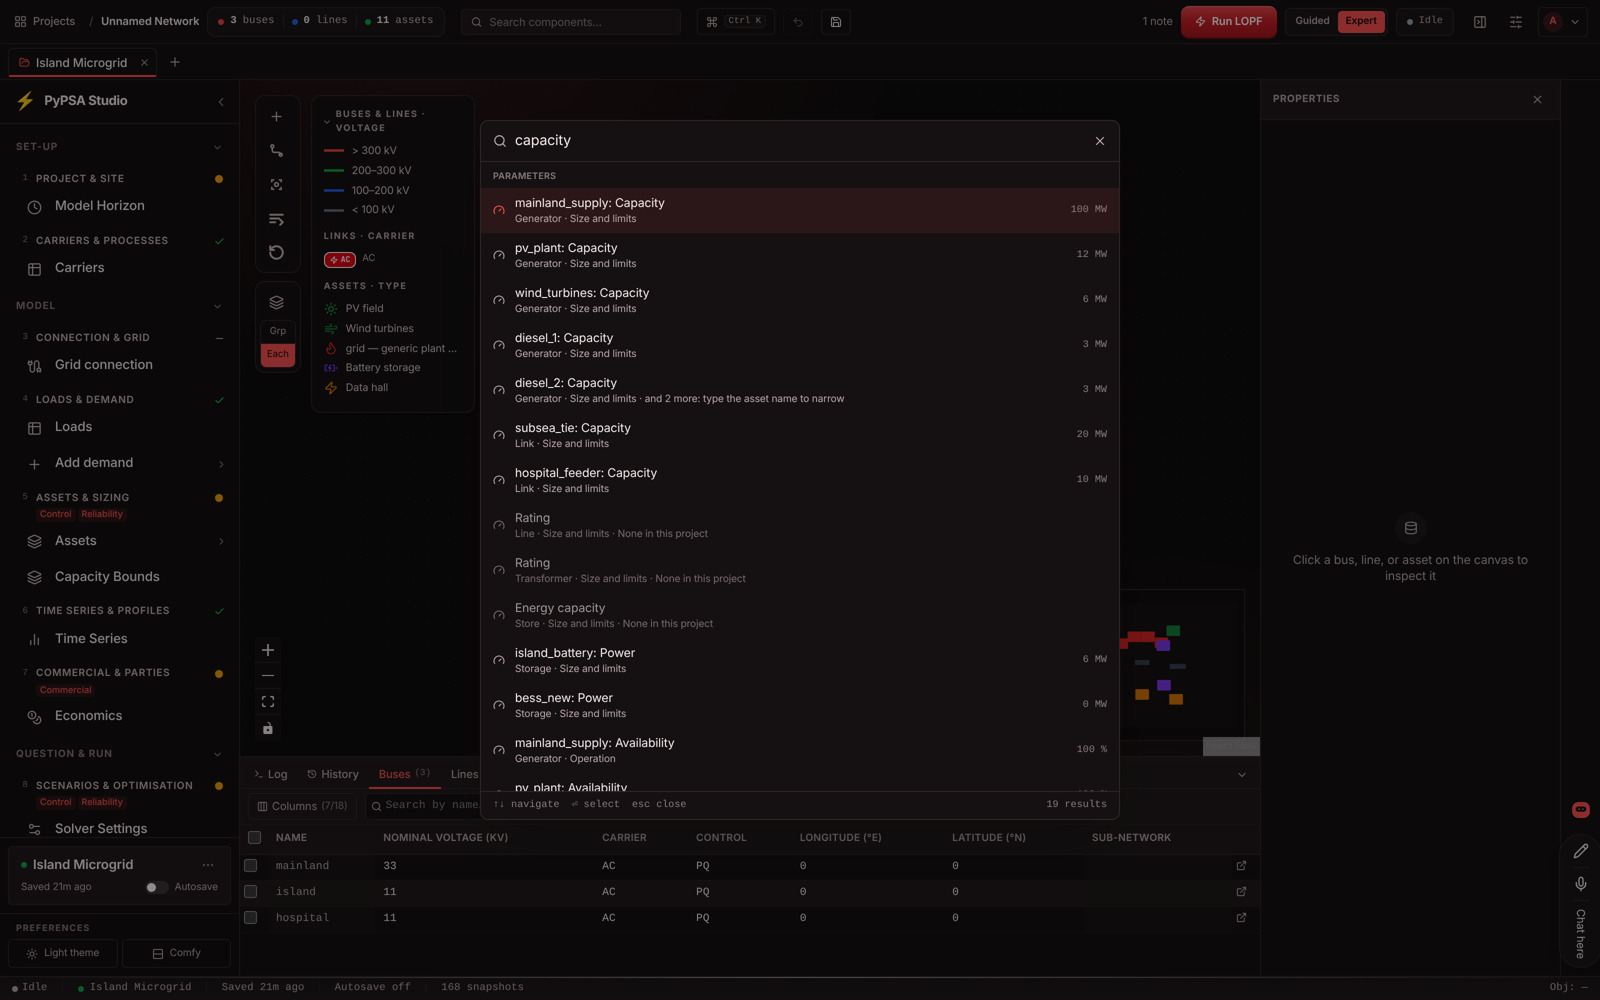 Projects / Unnamed Network
3 buses 0 lines 11 assets
Search components...
Ctrl K
1 note
Run LOPF
Guided Expert
Idle
A
Island Microgrid
PyPSA Studio
SET-UP
1 PROJECT & SITE
Model Horizon
2 CARRIERS & PROCESSES
Carriers
MODEL
3 CONNECTION & GRID
Grid connection
4 LOADS & DEMAND
Loads
Add demand
5 ASSETS & SIZING
Control Reliability
Assets
Capacity Bounds
6 TIME SERIES & PROFILES
Time Series
7 COMMERCIAL & PARTIES
Commercial
Economics
QUESTION & RUN
8 SCENARIOS & OPTIMISATION
Control Reliability
Solver Settings
Island Microgrid
Saved 21m ago Autosave
PREFERENCES
Light theme Comfy
Grp
Each
BUSES & LINES · VOLTAGE
> 300 kV
200–300 kV
100–200 kV
< 100 kV
LINKS · CARRIER
AC AC
ASSETS · TYPE
PV field
Wind turbines
grid — generic plant ...
Battery storage
Data hall
capacity
PARAMETERS
mainland_supply: Capacity
Generator · Size and limits
100 MW
pv_plant: Capacity
Generator · Size and limits
12 MW
wind_turbines: Capacity
Generator · Size and limits
6 MW
diesel_1: Capacity
Generator · Size and limits
3 MW
diesel_2: Capacity
Generator · Size and limits · and 2 more: type the asset name to narrow
3 MW
subsea_tie: Capacity
Link · Size and limits
20 MW
hospital_feeder: Capacity
Link · Size and limits
10 MW
Rating
Line · Size and limits · None in this project
Rating
Transformer · Size and limits · None in this project
Energy capacity
Store · Size and limits · None in this project
island_battery: Power
Storage · Size and limits
6 MW
bess_new: Power
Storage · Size and limits
0 MW
mainland_supply: Availability
Generator · Operation
100 %
pv_plant: Availability
↑↓ navigate ⏎ select esc close
19 results
PROPERTIES
Click a bus, line, or asset on the canvas to
inspect it
Log History Buses (3) Lines
Columns (7/18) Search by name
NAME NOMINAL VOLTAGE (KV) CARRIER CONTROL LONGITUDE (°E) LATITUDE (°N) SUB-NETWORK
mainland 33 AC PQ 0 0
island 11 AC PQ 0 0
hospital 11 AC PQ 0 0
Chat here
Idle Island Microgrid Saved 21m ago Autosave off 168 snapshots
Obj: —